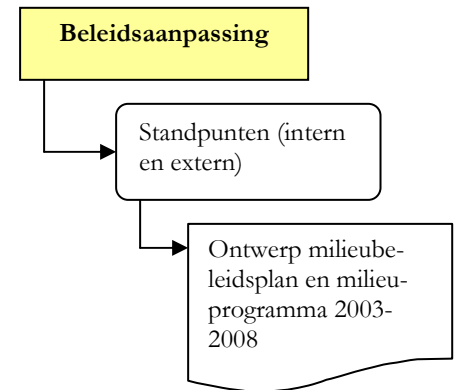 Beleidsaanpassing
Standpunten (intern
en extern)
Ontwerp milieube-
leidsplan en milieu-
programma 2003-
2008